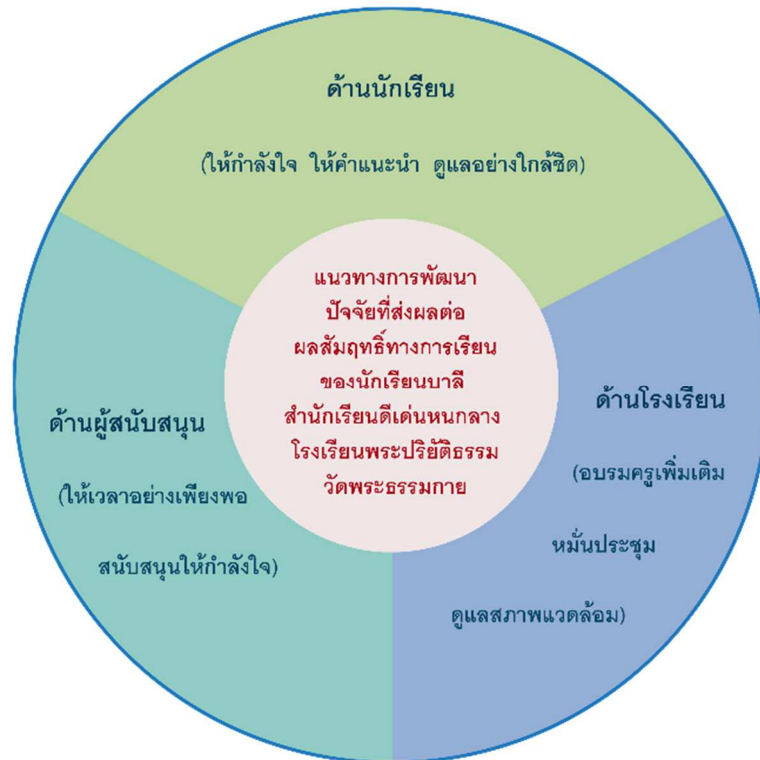 ด้านนักเรียน
(ให้กำลังใจ ให้คำแนะนำ ดูแลอย่างใกล้ชิด)
แนวทางการพัฒนา
ปัจจัยที่ส่งผลต่อ
ผลสัมฤทธิ์ทางการเรียน
ของนักเรียนบาลี
สำนักเรียนดีเด่นหนกลาง
โรงเรียนพระปริยัติธรรม
วัดพระธรรมกาย
ด้านผู้สนับสนุน
(ให้เวลาอย่างเพียงพอ
สนับสนุนให้กำลังใจ)
ด้านโรงเรียน
(อบรมครูเพิ่มเติม
หมั่นประชุม
ดูแลสภาพแวดล้อม)